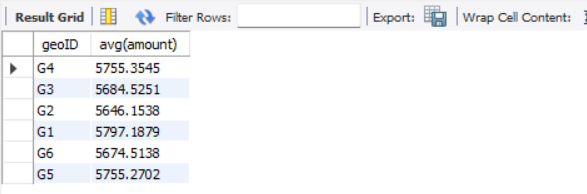 Result Grid Filter Rows: Export: Wrap Cell Content:
geoID avg(amount)
G4 5755.3545
G3 5684.5251
G2 5646.1538
G1 5797.1879
G6 5674.5138
G5 5755.2702